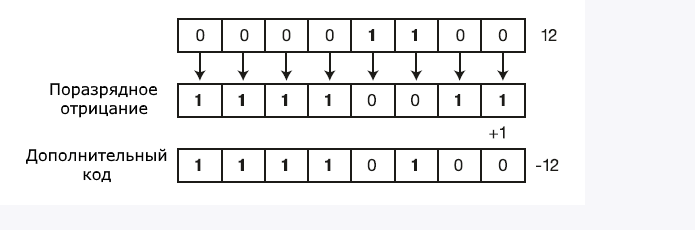 0 0 0 0 1 1 0 0 12
Поразрядное
отрицание
1 1 1 1 0 0 1 1
+1
Дополнительный
код
1 1 1 1 0 1 0 0 -12